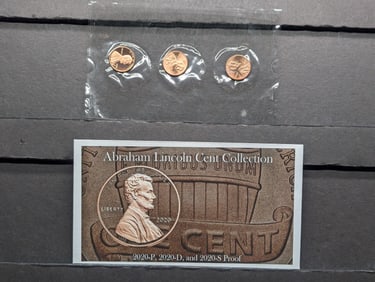 Abraham Lincoln Cent Collection
LIBERTY
2020
CENT
2020-P, 2020-D, and 2020-S Proof